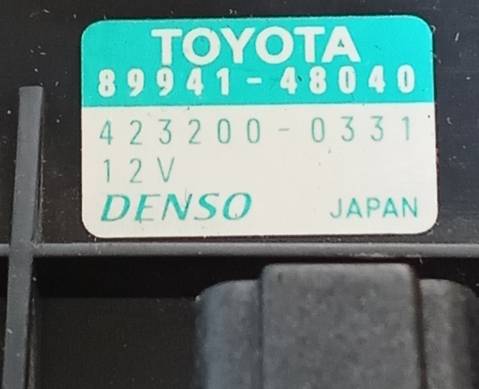 TOYOTA
89941-48040
423200-0331
12V
DENSO JAPAN